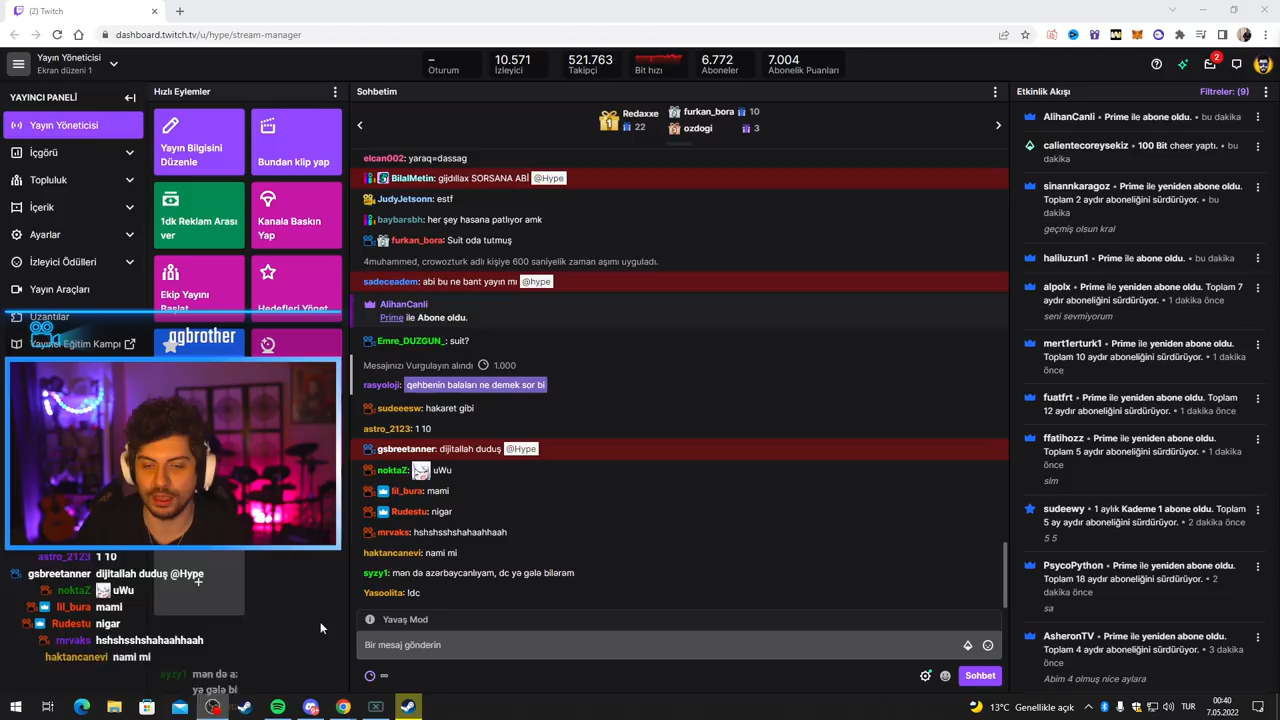 (2) Twitch
dashboard.twitch.tv/u/hype/stream-manager
Yayın Yöneticisi
Ekran düzeni 1
–
Oturum
10.571
İzleyici
521.763
Takipçi
Bit hızı
6.772
Aboneler
7.004
Abonelik Puanları
2
YAYINCI PANELİ
Yayın Yöneticisi
İçgörü
Topluluk
İçerik
Ayarlar
İzleyici Ödülleri
Yayın Araçları
Uzantılar
Yayıncı Eğitim Kampı
Hızlı Eylemler
Yayın Bilgisini
Düzenle
Bundan klip yap
1dk Reklam Arası
ver
Kanala Baskın
Yap
Ekip Yayını
Başlat
Hedefleri Yönet
ggbrother
astro_2123 1 10
gsbreetanner dijitallah duduş @Hype
noktaZ uWu
lil_bura mami
Rudestu nigar
mrvaks hshshsshshahaahhaah
haktancanevi nami mi
syzy1 mən də a:
ya gələ bi
Sohbetim
1 Redaxxe
22
2 furkan_bora 10
3 ozdogi 3
elcan002: yaraq=dassag
BilalMetin: gijdıllax SORSANA ABİ @Hype
JudyJetsonn: estf
baybarsbh: her şey hasana patlıyor amk
furkan_bora: Suit oda tutmuş
4muhammed, crowozturk adlı kişiye 600 saniyelik zaman aşımı uyguladı.
sadeceadem: abi bu ne bant yayın mı @hype
AlihanCanli
Prime ile Abone oldu.
Emre_DUZGUN_: suit?
Mesajınızı Vurgulayın alındı 1.000
rasyoloji: qehbenin balaları ne demek sor bi
sudeeesw: hakaret gibi
astro_2123: 1 10
gsbreetanner: dijitallah duduş @Hype
noktaZ: uWu
lil_bura: mami
Rudestu: nigar
mrvaks: hshshsshshahaahhaah
haktancanevi: nami mi
syzy1: mən də azərbaycanlıyam, dc yə gələ bilərəm
Yasoolita: ldc
Yavaş Mod
Bir mesaj gönderin
∞
Sohbet
Etkinlik Akışı
Filtreler: (9)
AlihanCanli • Prime ile abone oldu. • bu dakika
calientecoreysekiz • 100 Bit cheer yaptı. • bu
dakika
sinannkaragoz • Prime ile yeniden abone oldu.
Toplam 2 aydır aboneliğini sürdürüyor. • bu
dakika
geçmiş olsun kral
haliluzun1 • Prime ile abone oldu. • bu dakika
alpolx • Prime ile yeniden abone oldu. Toplam 7
aydır aboneliğini sürdürüyor. • 1 dakika önce
seni sevmiyorum
mert1erturk1 • Prime ile yeniden abone oldu.
Toplam 10 aydır aboneliğini sürdürüyor. • 1 dakika
önce
fuatfrt • Prime ile yeniden abone oldu. Toplam
12 aydır aboneliğini sürdürüyor. • 1 dakika önce
ffatihozz • Prime ile yeniden abone oldu.
Toplam 5 aydır aboneliğini sürdürüyor. • 1 dakika
önce
slm
sudeewy • 1 aylık Kademe 1 abone oldu. Toplam
5 ay aydır aboneliğini sürdürüyor. • 2 dakika önce
5 5
PsycoPython • Prime ile yeniden abone oldu.
Toplam 18 aydır aboneliğini sürdürüyor. • 2
dakika önce
sa
AsheronTV • Prime ile yeniden abone oldu.
Toplam 4 aydır aboneliğini sürdürüyor. • 3 dakika
önce
Abim 4 olmuş nice aylara
13°C Genellikle açık
TUR
00:40
7.05.2022